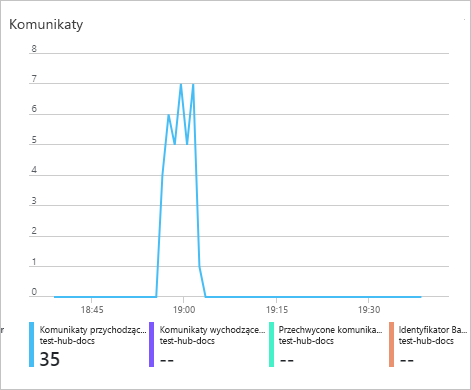 Komunikaty
8
7
6
5
4
3
2
1
0
18:45 19:00 19:15 19:30
Komunikaty przychodząc...
test-hub-docs
35
Komunikaty wychodzące...
test-hub-docs
--
Przechwycone komunika...
test-hub-docs
--
Identyfikator Ba...
test-hub-docs
--